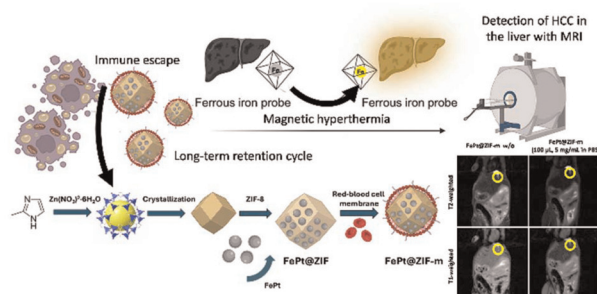 Detection of HCC in
the liver with MRI
Immune escape
Fe
Fe
Ferrous iron probe
Ferrous iron probe
Magnetic hyperthermia
Long-term retention cycle
FePt@ZIF-m w/o
FePt@ZIF-m
(100 µL, 5 mg/mL in PBS)
Zn(NO₃)²·6H₂O
Crystallization
ZIF-8
Red-blood cell
membrane
FePt@ZIF
FePt@ZIF-m
FePt
T2-weighted
T1-weighted